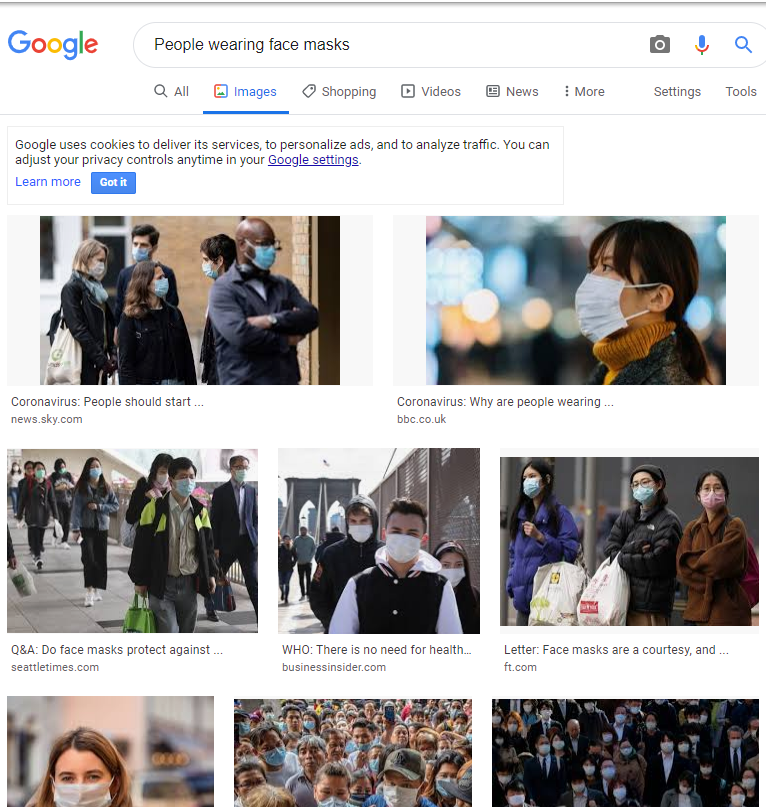 Google
People wearing face masks
All Images Shopping Videos News More Settings Tools
Google uses cookies to deliver its services, to personalize ads, and to analyze traffic. You can
adjust your privacy controls anytime in your Google settings.
Learn more Got it
Coronavirus: People should start ...
news.sky.com
Coronavirus: Why are people wearing ...
bbc.co.uk
Q&A: Do face masks protect against ...
seattletimes.com
WHO: There is no need for health...
businessinsider.com
Letter: Face masks are a courtesy, and ...
ft.com